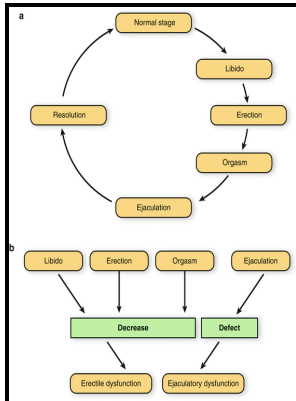 a
Normal stage
Libido
Resolution
Erection
Orgasm
Ejaculation
b
Libido
Erection
Orgasm
Ejaculation
Decrease
Defect
Erectile dysfunction
Ejaculatory dysfunction